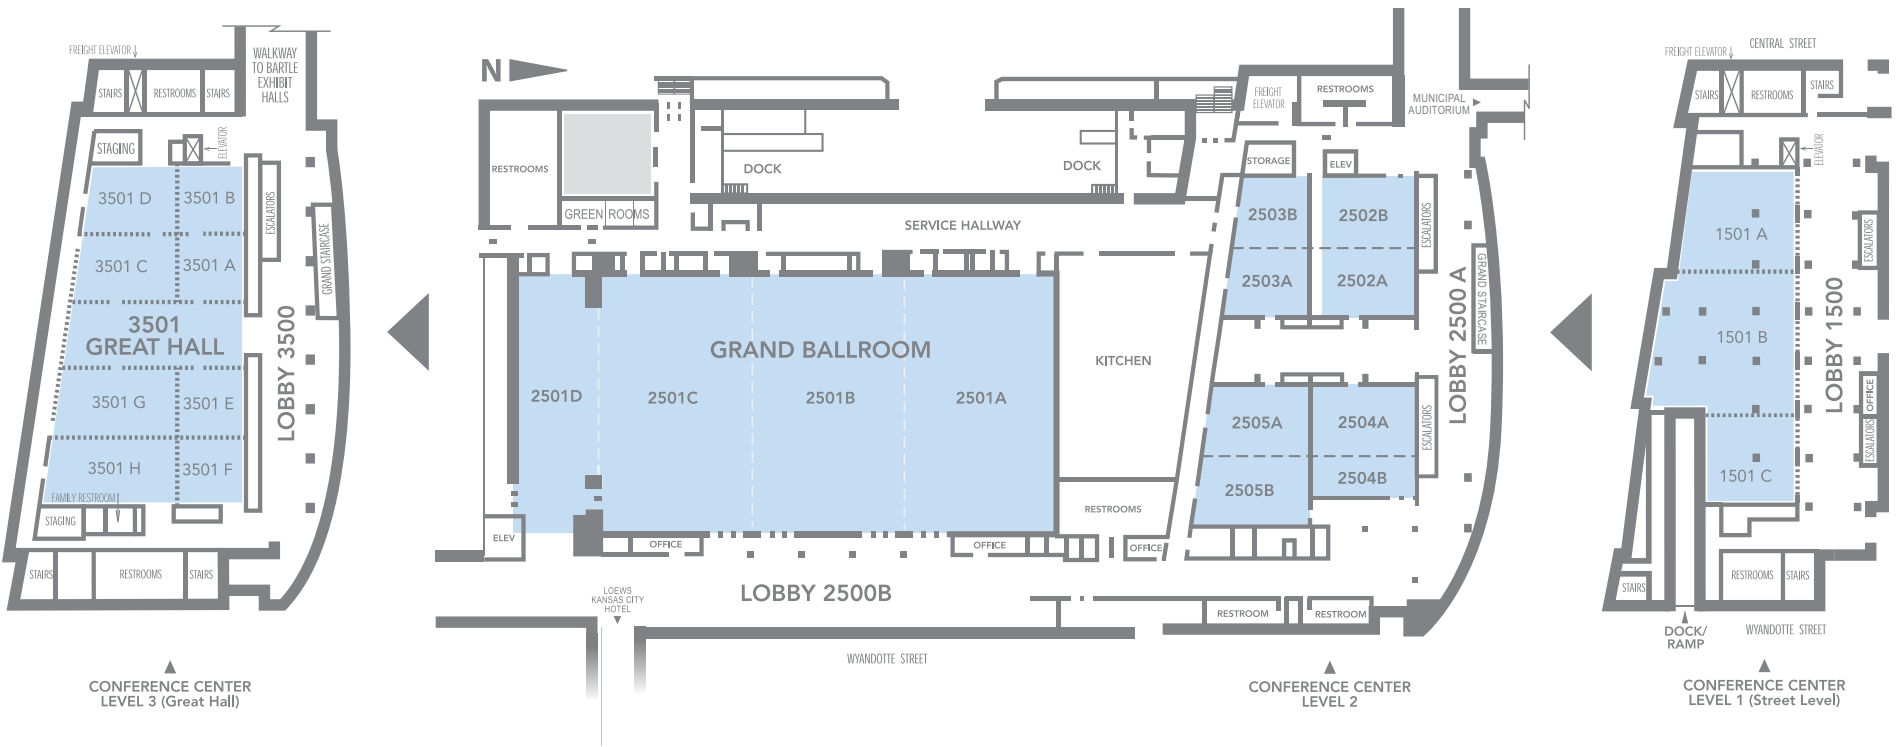 FREIGHT ELEVATOR
WALKWAY
TO BARTLE
EXHIBIT
HALLS
STAIRS
RESTROOMS
STAIRS
STAGING
ELEVATOR
3501 D
3501 B
ESCALATORS
3501 C
3501 A
GRAND STAIRCASE
3501
GREAT HALL
LOBBY 3500
3501 G
3501 E
3501 H
3501 F
FAMILY RESTROOM
STAGING
STAIRS
RESTROOMS
STAIRS
CONFERENCE CENTER
LEVEL 3 (Great Hall)
N
RESTROOMS
GREEN ROOMS
DOCK
DOCK
SERVICE HALLWAY
FREIGHT
ELEVATOR
RESTROOMS
MUNICIPAL
AUDITORIUM
N
STORAGE
ELEV
2503B
2502B
ESCALATORS
2503A
2502A
LOBBY 2500 A
GRAND STAIRCASE
GRAND BALLROOM
KITCHEN
2501D
2501C
2501B
2501A
2505A
2504A
ESCALATORS
2505B
2504B
RESTROOMS
ELEV
OFFICE
OFFICE
OFFICE
LOBBY 2500B
LOEWS
KANSAS CITY
HOTEL
RESTROOM
RESTROOM
WYANDOTTE STREET
CONFERENCE CENTER
LEVEL 2
FREIGHT ELEVATOR
CENTRAL STREET
STAIRS
RESTROOMS
STAIRS
ELEVATOR
1501 A
ESCALATORS
1501 B
LOBBY 1500
OFFICE
ESCALATORS
1501 C
STAIRS
RESTROOMS
STAIRS
DOCK/
RAMP
WYANDOTTE STREET
CONFERENCE CENTER
LEVEL 1 (Street Level)